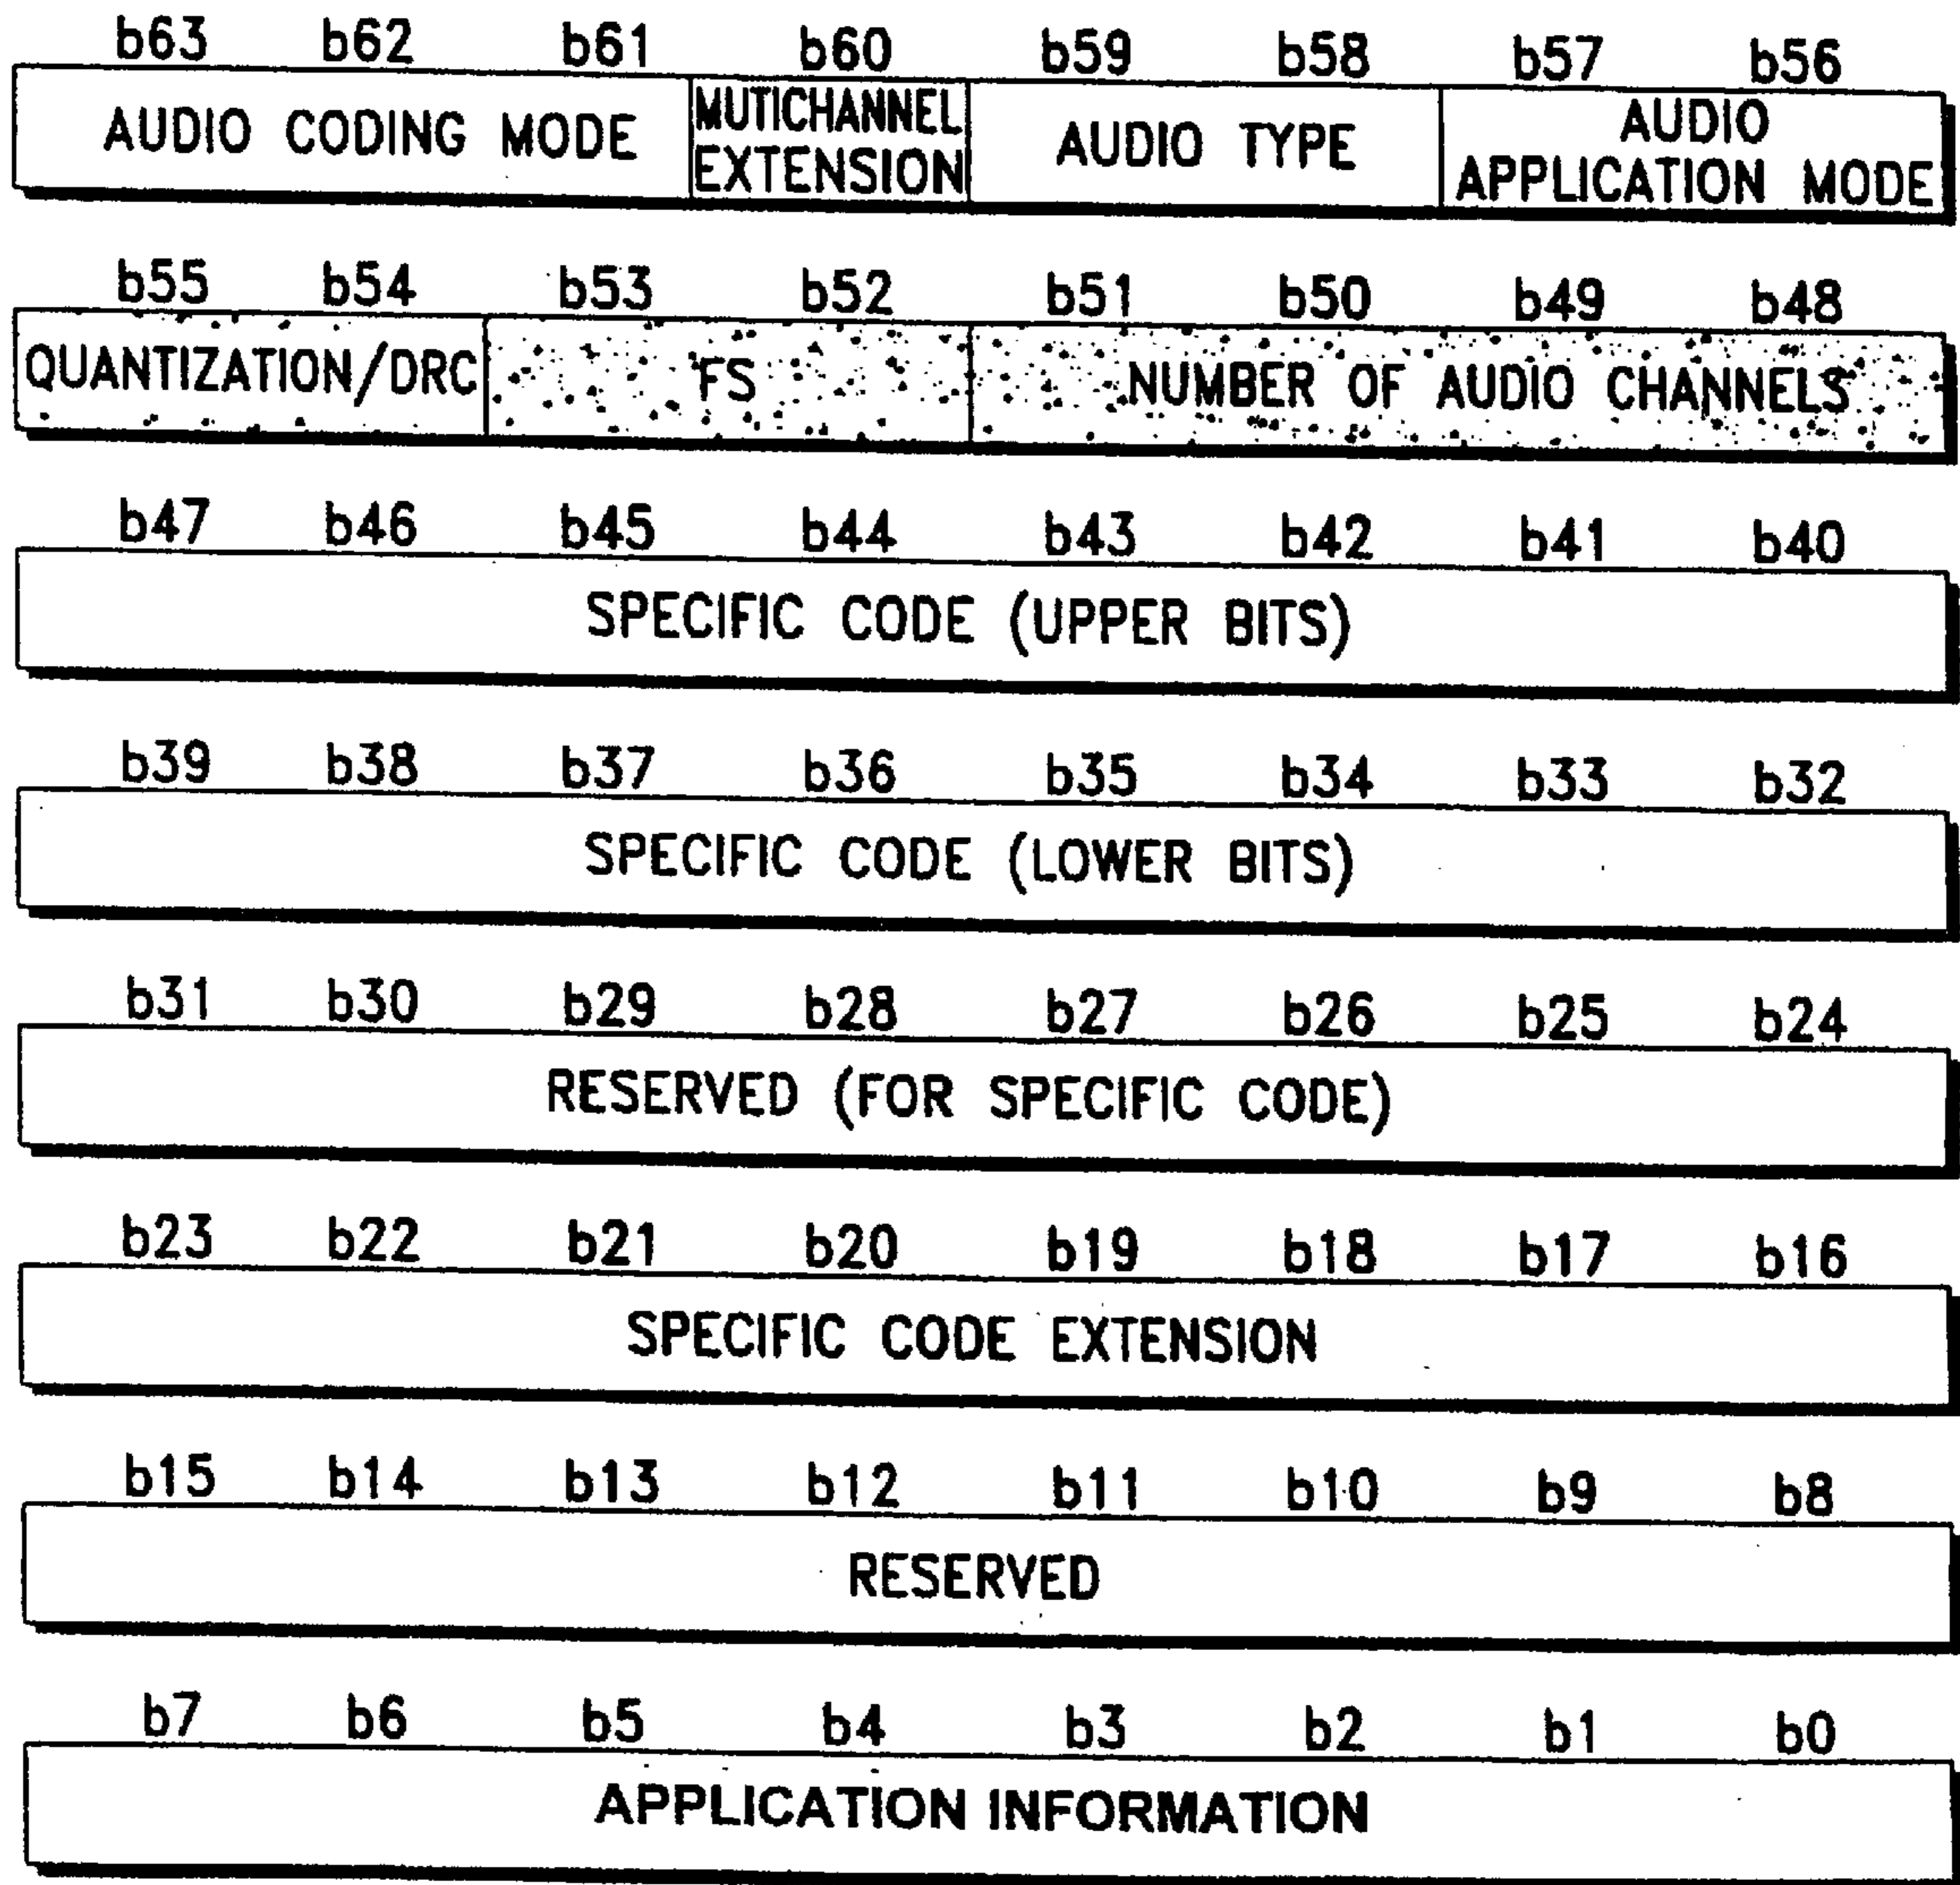 b63 b62 b61 b60 b59 b58 b57 b56
AUDIO CODING MODE
MUTICHANNEL
EXTENSION
AUDIO TYPE
AUDIO
APPLICATION MODE
b55 b54 b53 b52 b51 b50 b49 b48
QUANTIZATION/DRC
FS
NUMBER OF AUDIO CHANNELS
b47 b46 b45 b44 b43 b42 b41 b40
SPECIFIC CODE (UPPER BITS)
b39 b38 b37 b36 b35 b34 b33 b32
SPECIFIC CODE (LOWER BITS)
b31 b30 b29 b28 b27 b26 b25 b24
RESERVED (FOR SPECIFIC CODE)
b23 b22 b21 b20 b19 b18 b17 b16
SPECIFIC CODE EXTENSION
b15 b14 b13 b12 b11 b10 b9 b8
RESERVED
b7 b6 b5 b4 b3 b2 b1 b0
APPLICATION INFORMATION